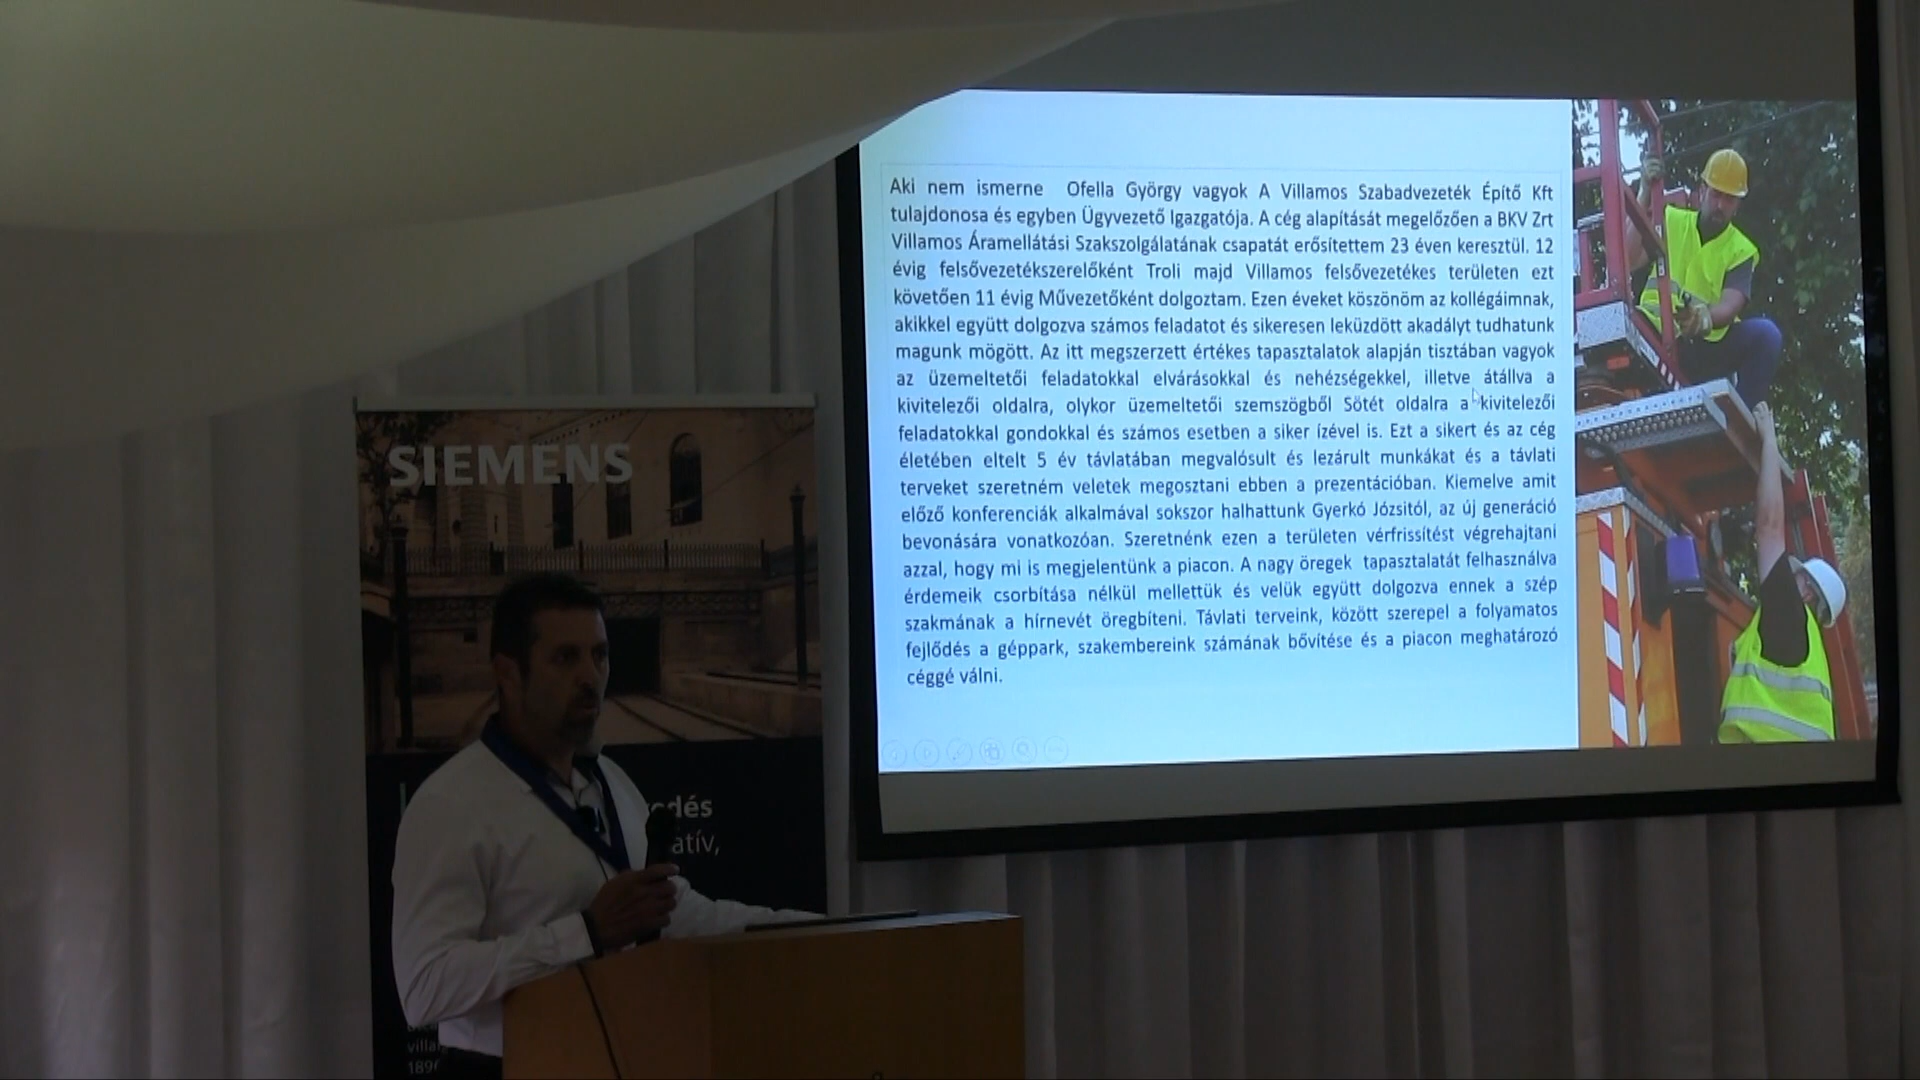 Aki nem ismerne Ofella György vagyok A Villamos Szabadvezeték Építő Kft
tulajdonosa és egyben Ügyvezető Igazgatója. A cég alapítását megelőzően a BKV Zrt
Villamos Áramellátási Szakszolgálatának csapatát erősítettem 23 éven keresztül. 12
évig felsővezetékszerelőként Troli majd Villamos felsővezetékes területen ezt
követően 11 évig Művezetőként dolgoztam. Ezen éveket köszönöm az kollégáimnak,
akikkel együtt dolgozva számos feladatot és sikeresen leküzdött akadályt tudhatunk
magunk mögött. Az itt megszerzett értékes tapasztalatok alapján tisztában vagyok
az üzemeltetői feladatokkal elvárásokkal és nehézségekkel, illetve átállva a
kivitelezői oldalra, olykor üzemeltetői szemszögből Sötét oldalra a kivitelezői
feladatokkal gondokkal és számos esetben a siker ízével is. Ezt a sikert és az cég
életében eltelt 5 év távlatában megvalósult és lezárult munkákat és a távlati
terveket szeretném veletek megosztani ebben a prezentációban. Kiemelve amit
előző konferenciák alkalmával sokszor halhattunk Gyerkó Józsitól, az új generáció
bevonására vonatkozóan. Szeretnénk ezen a területen vérfrissítést végrehajtani
azzal, hogy mi is megjelentünk a piacon. A nagy öregek tapasztalatát felhasználva
érdemeik csorbítása nélkül mellettük és velük együtt dolgozva ennek a szép
szakmának a hírnevét öregbíteni. Távlati terveink, között szerepel a folyamatos
fejlődés a géppark, szakembereink számának bővítése és a piacon meghatározó
céggé válni.
SIEMENS